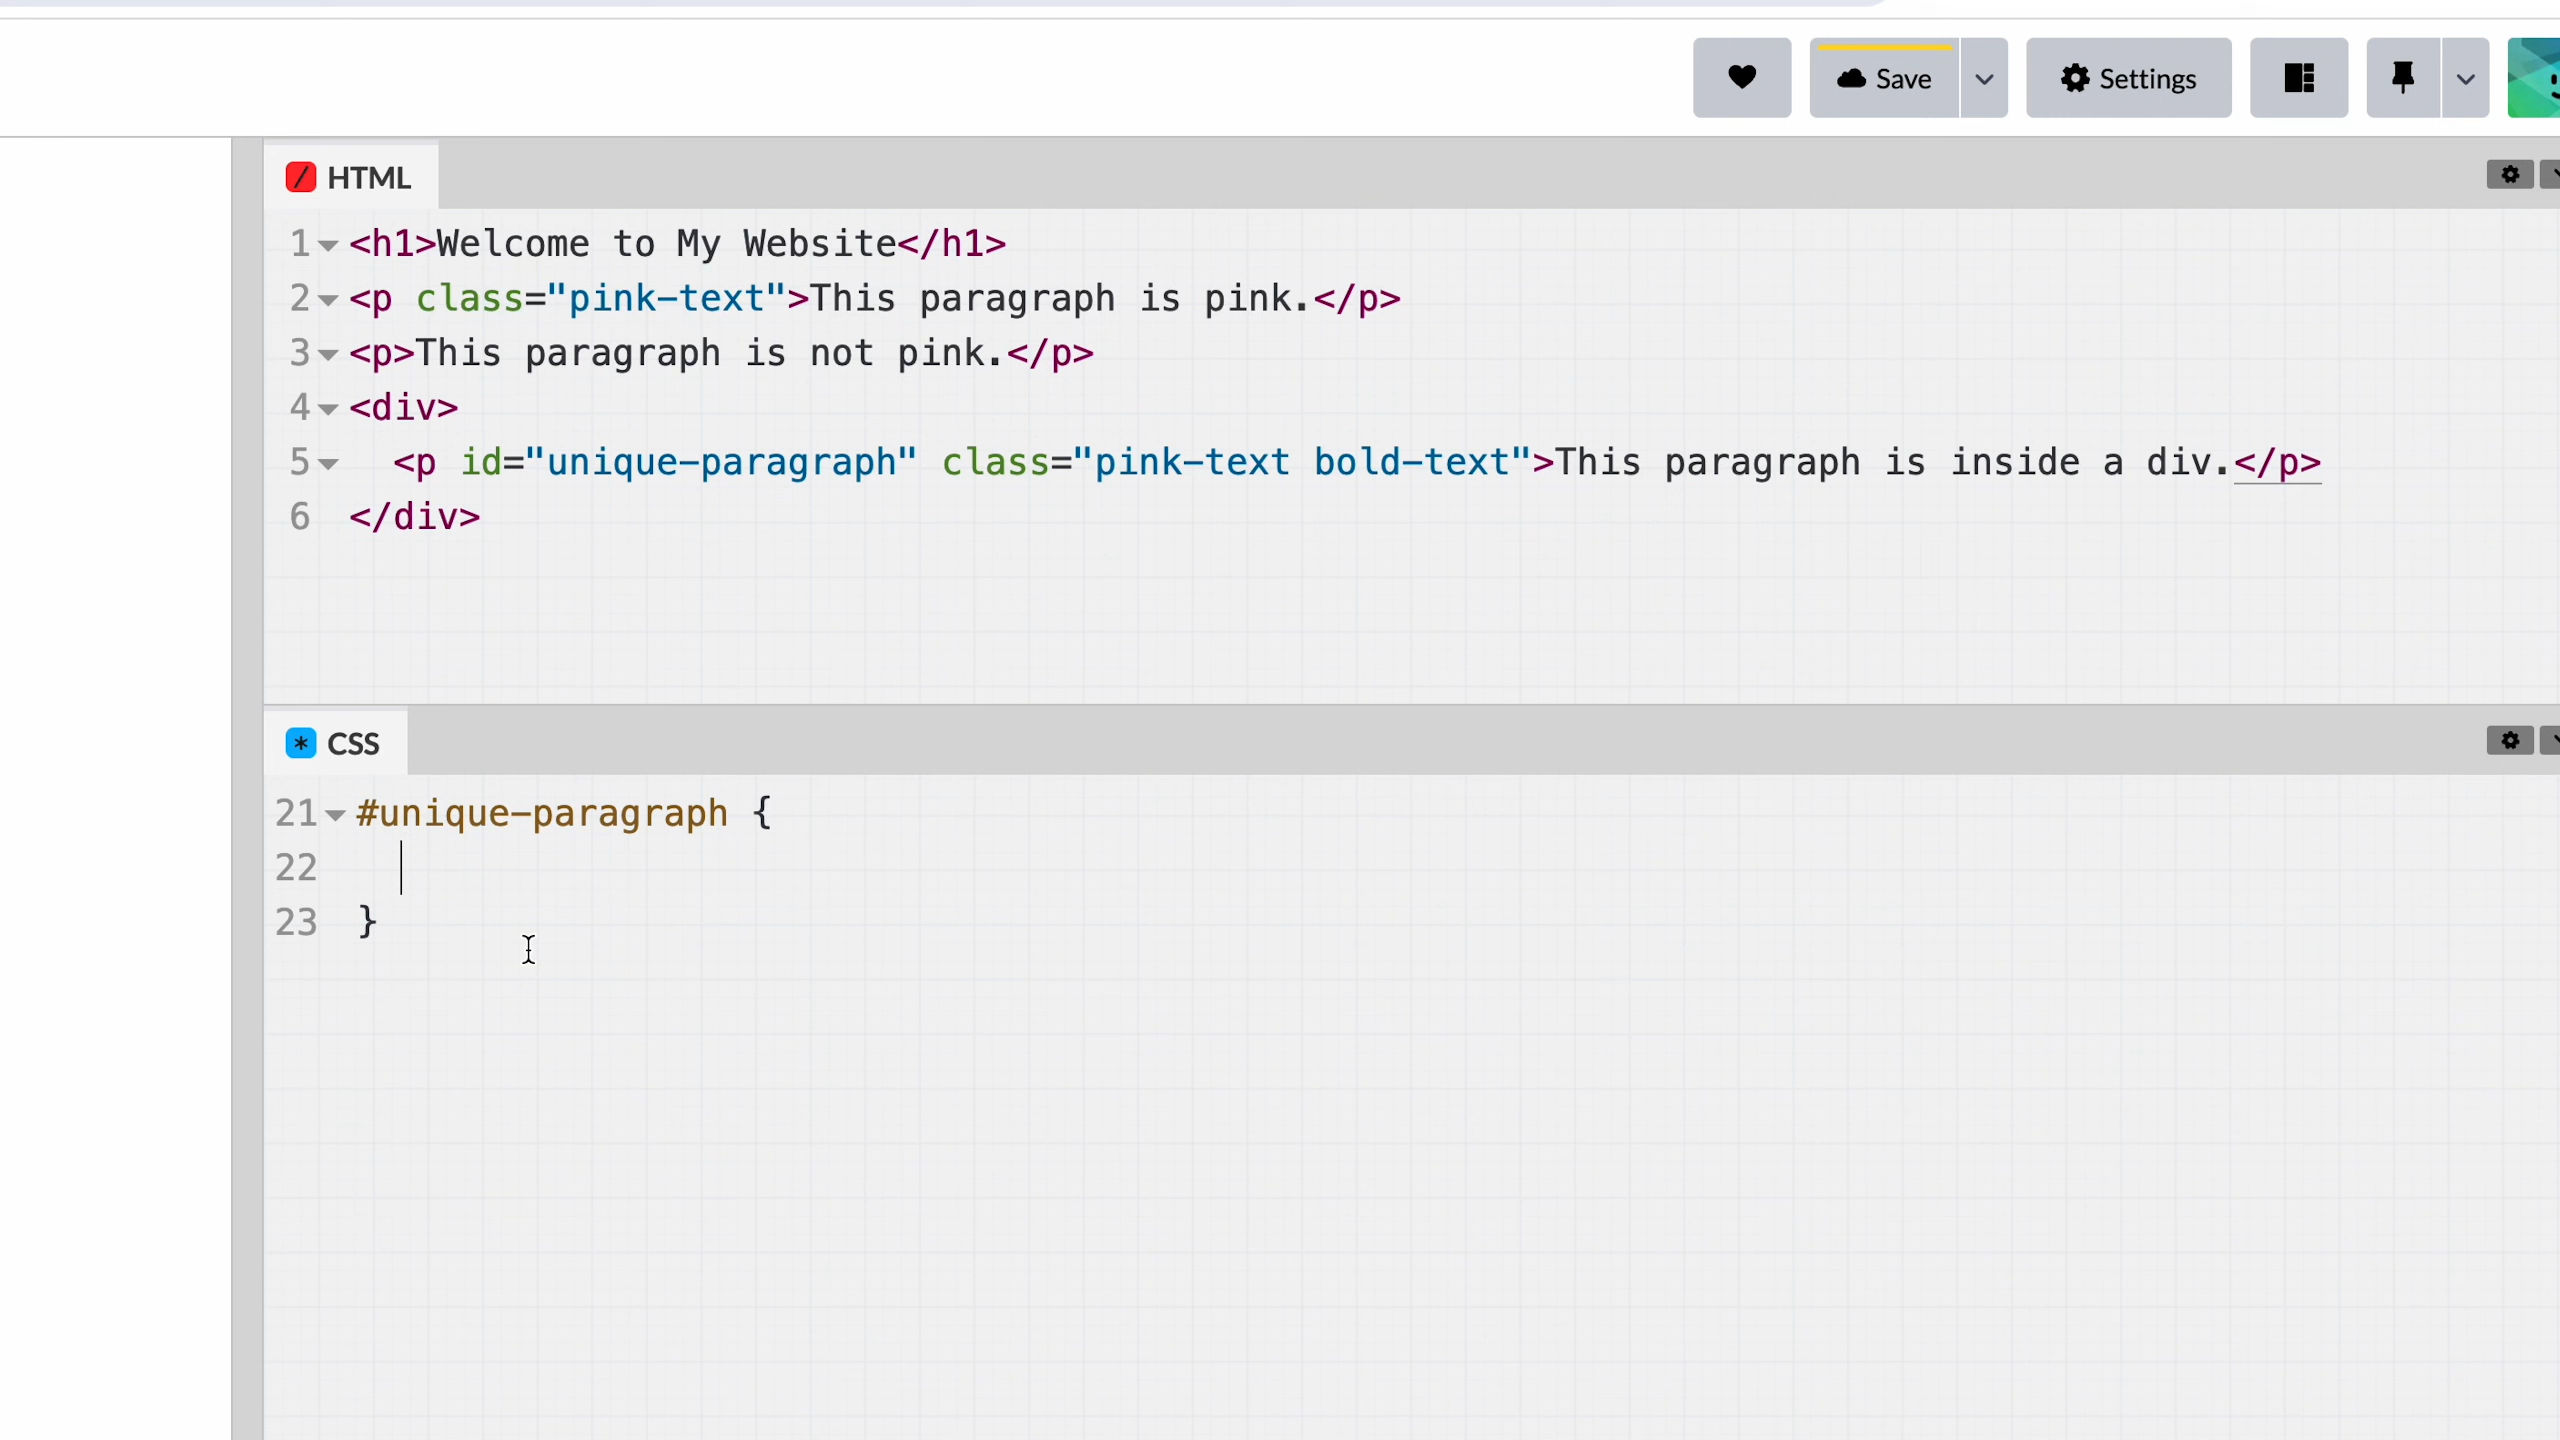 Save
Settings
HTML
1 <h1>Welcome to My Website</h1>
2 <p class="pink-text">This paragraph is pink.</p>
3 <p>This paragraph is not pink.</p>
4 <div>
5 <p id="unique-paragraph" class="pink-text bold-text">This paragraph is inside a div.</p>
6 </div>
* CSS
21 #unique-paragraph {
22
23 }